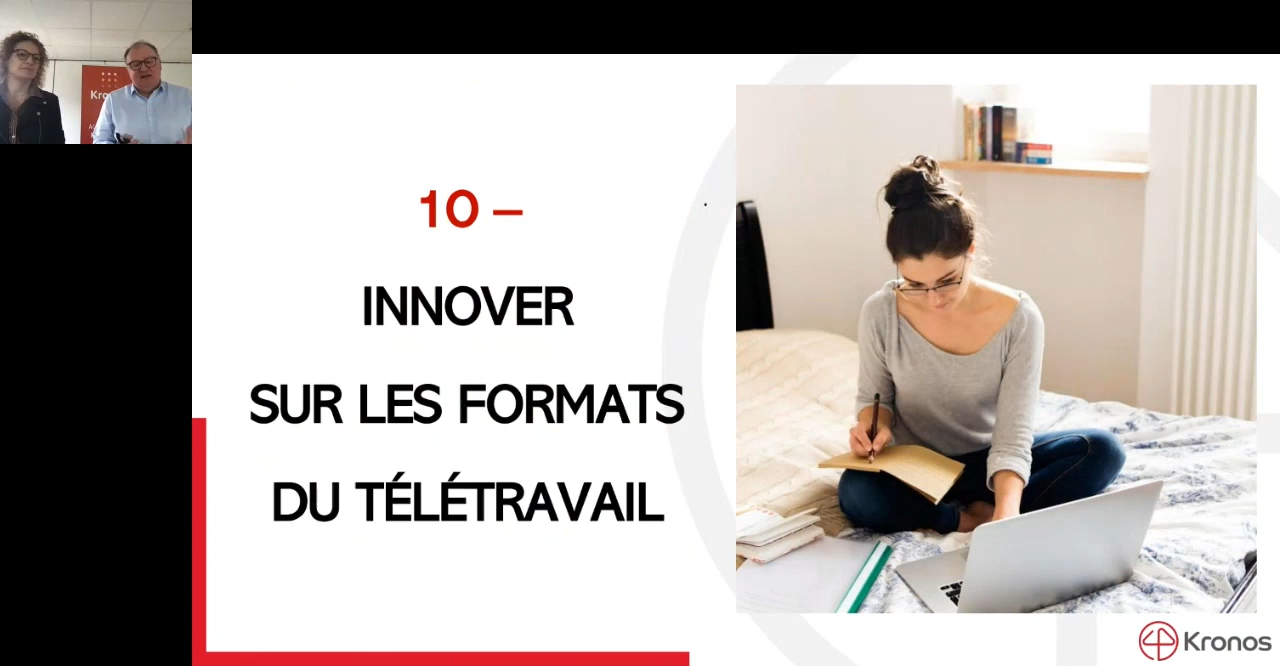 10 –
INNOVER
SUR LES FORMATS
DU TÉLÉTRAVAIL
Kronos